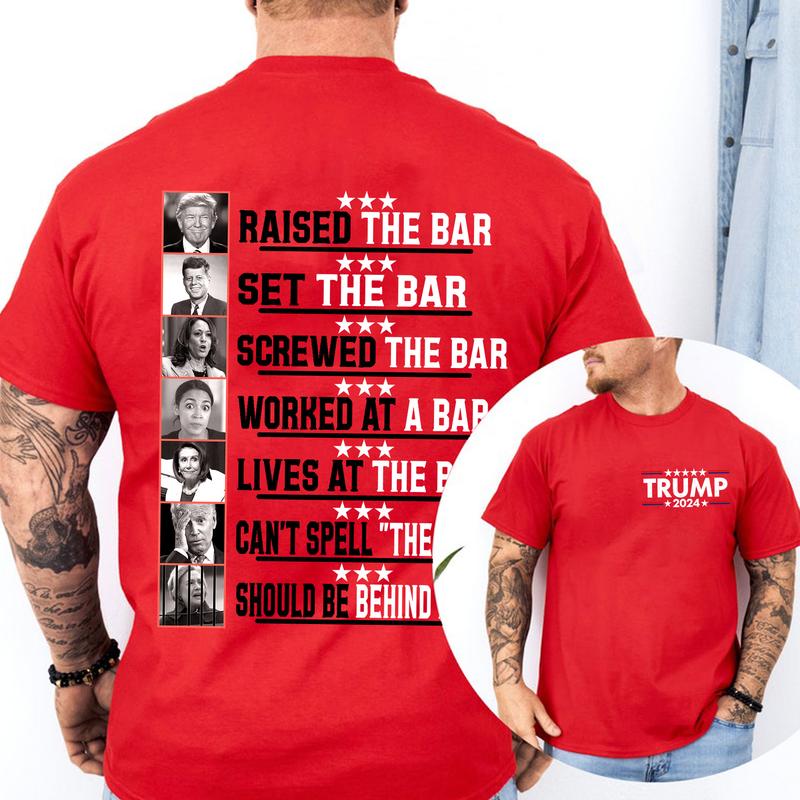 RAISED THE BAR
SET THE BAR
SCREWED THE BAR
WORKED AT A BAR
LIVES AT THE B
CAN'T SPELL "THE
SHOULD BE BEHIND
TRUMP
2024